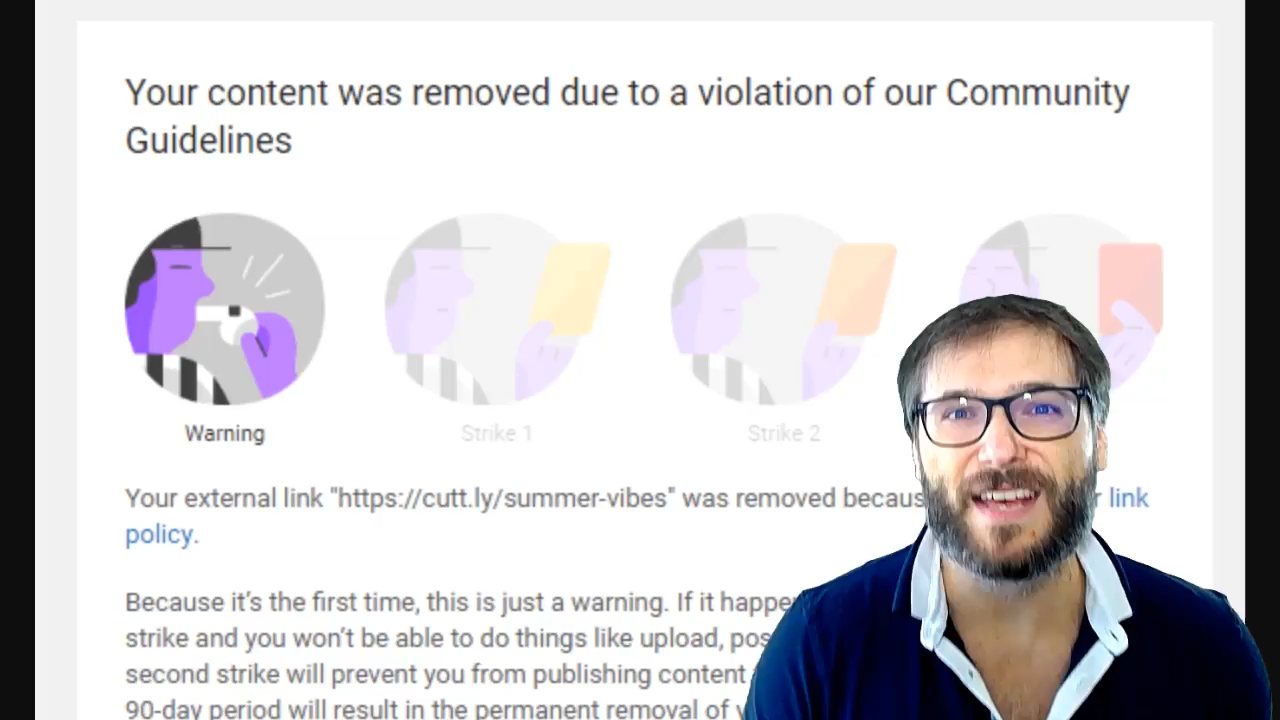 Your content was removed due to a violation of our Community
Guidelines
Warning
Strike 1
Strike 2
Your external link "https://cutt.ly/summer-vibes" was removed link
policy.
Because it's the first time, this is just a warning. If it
strike and you won't be able to do things like upload,
second strike will prevent you from publishing content
90-day period will result in the permanent removal of